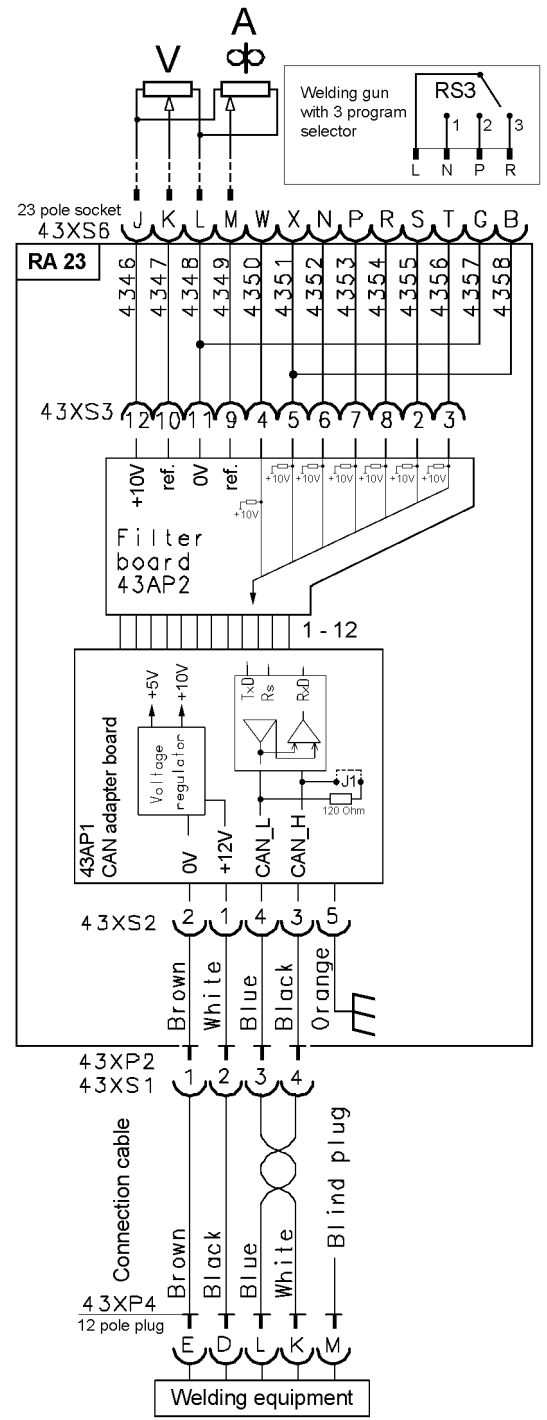 V
A
Welding gun
with 3 program
selector
RS3
1 2 3
L N P R
23 pole socket
43XS6
J K L M W X N P R S T G B
RA 23
4346 4347 4348 4349 4350 4351 4352 4353 4354 4355 4356 4357 4358
43XS3
12 10 11 9 4 5 6 7 8 2 3
+10V ref. 0V ref.
+10V +10V +10V +10V +10V +10V
+10V
Filter
board
43AP2
1 - 12
+5V +10V
TxD Rs RxD
Voltage
regulator
J1
120 Ohm
43AP1
CAN adapter board
0V +12V CAN_L CAN_H
43XS2
2 1 4 3 5
Brown White Blue Black Orange
43XP2
43XS1
1 2 3 4
Connection cable
Brown Black Blue White Blind plug
43XP4
12 pole plug
E D L K M
Welding equipment